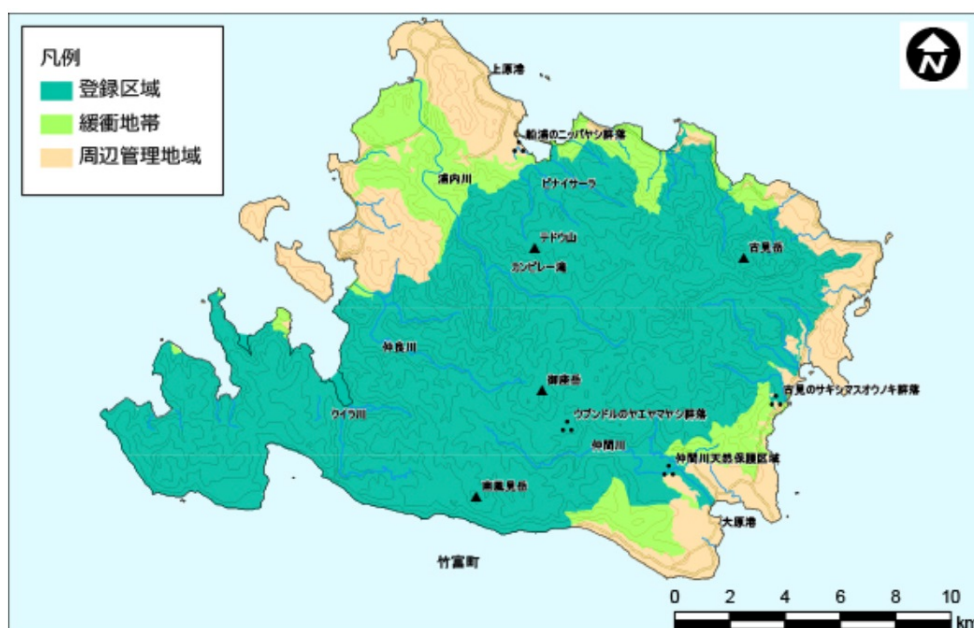 凡例
登録区域
緩衝地帯
周辺管理地域
N
上原港
船浦のニッパヤシ群落
浦内川
ピナイサーラ
テドウ山
カンピレー滝
古見岳
仲良川
御座岳
古見のサキシマスオウノキ群落
クイラ川
ウブンドルのヤエヤマヤシ群落
仲間川
仲間川天然保護区域
南風見岳
大原港
竹富町
0 2 4 6 8 10
km